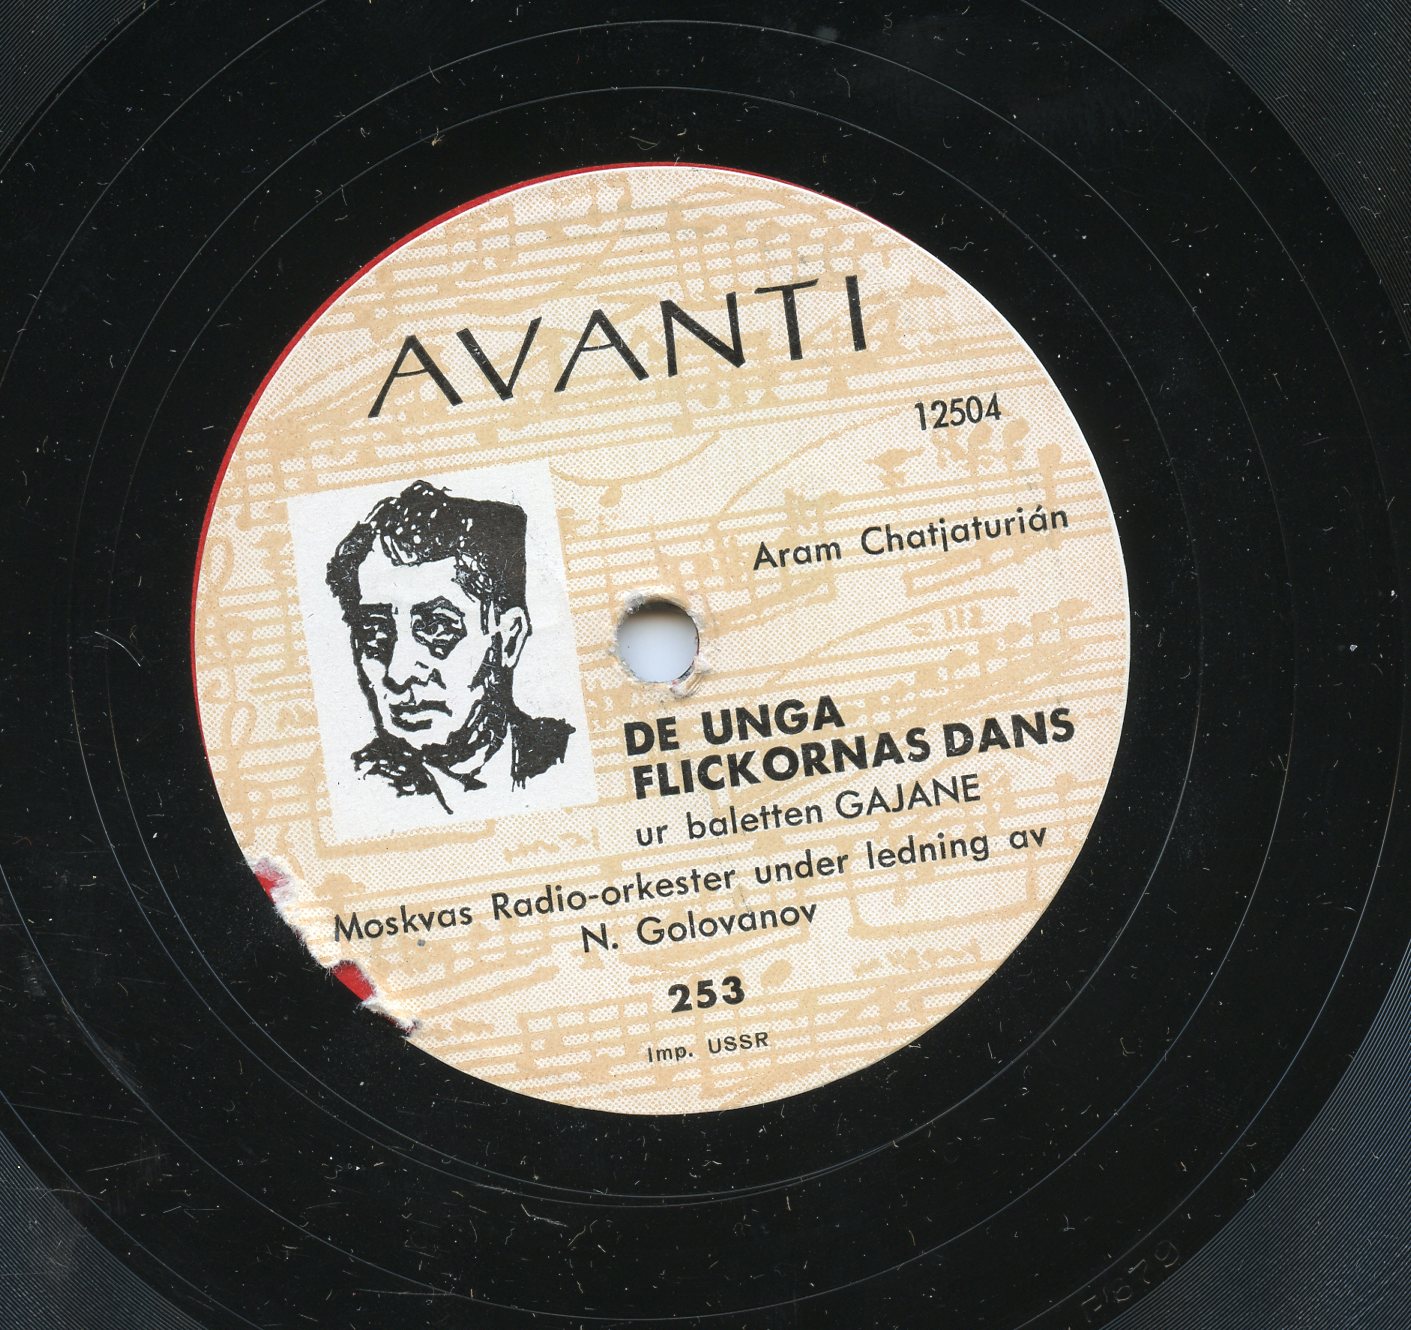 AVANTI
12504
Aram Chatjaturián
DE UNGA
FLICKORNAS DANS
ur baletten GAJANE
Moskvas Radio-orkester under ledning av
N. Golovanov
253
Imp. USSR